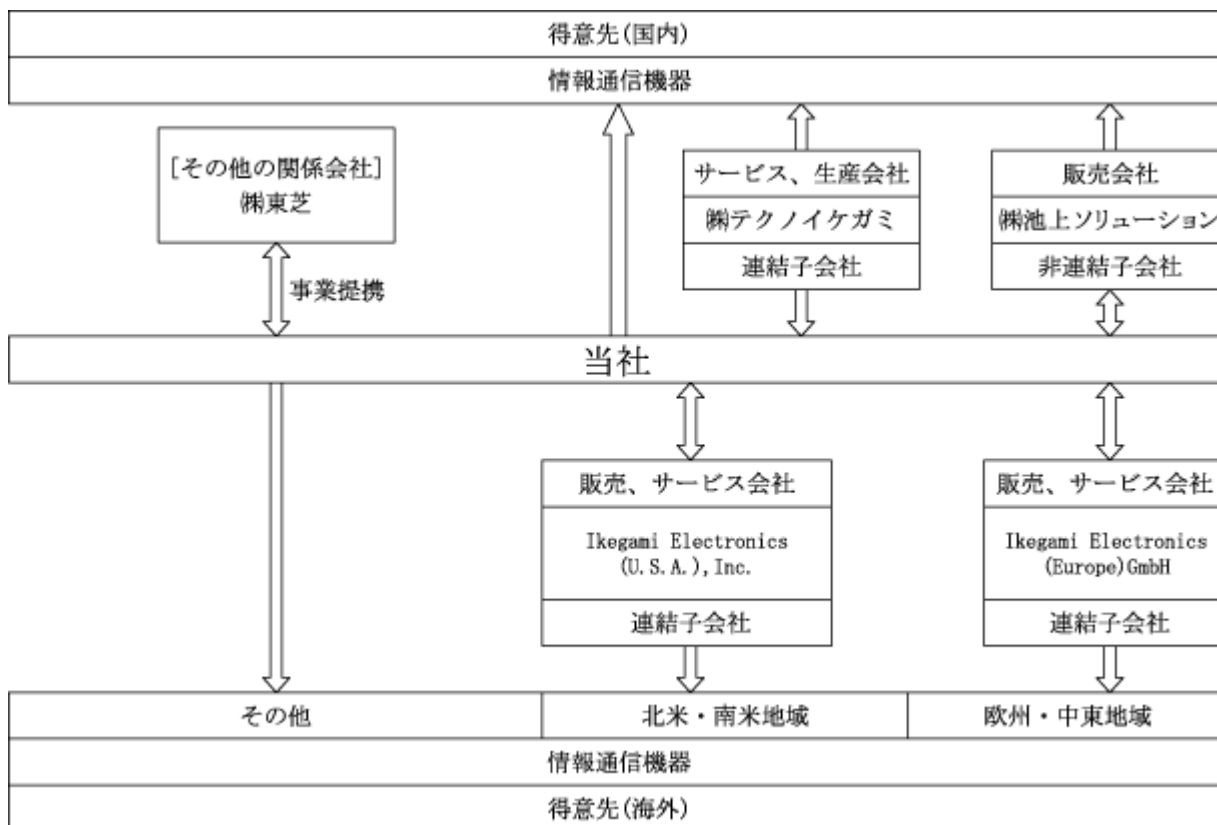 得意先(国内)
情報通信機器
[その他の関係会社]
㈱東芝
事業提携
サービス、生産会社
㈱テクノイケガミ
連結子会社
販売会社
㈱池上ソリューション
非連結子会社
当社
販売、サービス会社
Ikegami Electronics
(U.S.A.),Inc.
連結子会社
販売、サービス会社
Ikegami Electronics
(Europe)GmbH
連結子会社
その他
北米・南米地域
欧州・中東地域
情報通信機器
得意先(海外)